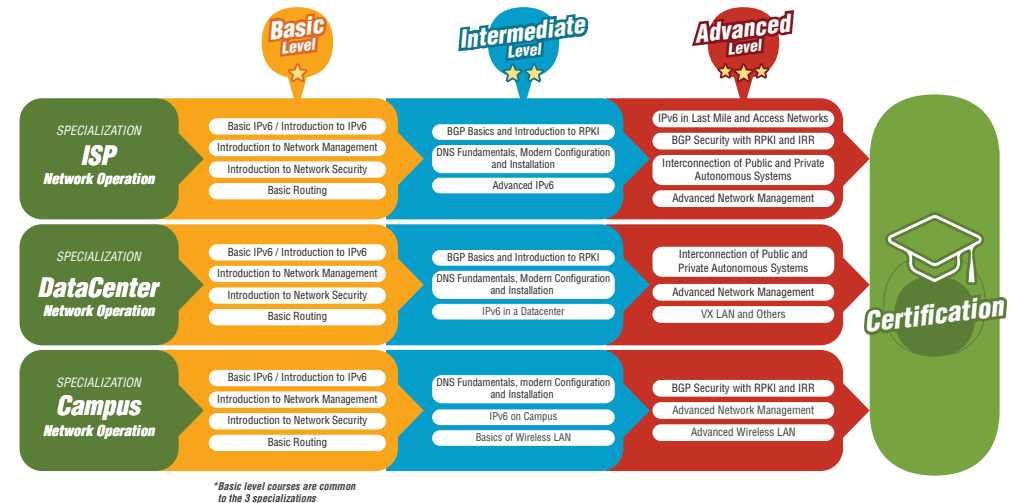 Basic
Level
Intermediate
Level
Advanced
Level
SPECIALIZATION
ISP
Network Operation
Basic IPv6 / Introduction to IPv6
Introduction to Network Management
Introduction to Network Security
Basic Routing
BGP Basics and Introduction to RPKI
DNS Fundamentals, Modern Configuration
and Installation
Advanced IPv6
IPv6 in Last Mile and Access Networks
BGP Security with RPKI and IRR
Interconnection of Public and Private
Autonomous Systems
Advanced Network Management
SPECIALIZATION
DataCenter
Network Operation
Basic IPv6 / Introduction to IPv6
Introduction to Network Management
Introduction to Network Security
Basic Routing
BGP Basics and Introduction to RPKI
DNS Fundamentals, Modern Configuration
and Installation
IPv6 in a Datacenter
Interconnection of Public and
Private Autonomous Systems
Advanced Network Management
VX LAN and Others
SPECIALIZATION
Campus
Network Operation
Basic IPv6 / Introduction to IPv6
Introduction to Network Management
Introduction to Network Security
Basic Routing
DNS Fundamentals, modern Configuration
and Installation
IPv6 on Campus
Basics of Wireless LAN
BGP Security with RPKI and IRR
Advanced Network Management
Advanced Wireless LAN
Certification
*Basic level courses are common
to the 3 specializations